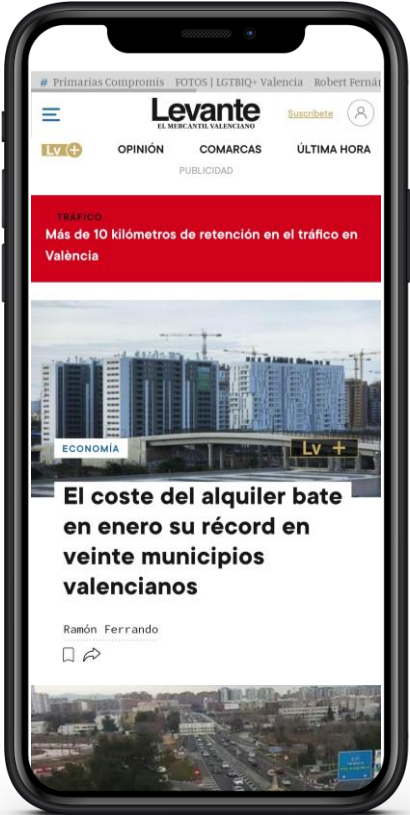 # Primarias Compromís FOTOS | LGTBIQ+ Valencia Robert
Levante
EL MERCANTIL VALENCIANO
Suscríbete
Lv +
OPINIÓN COMARCAS ÚLTIMA HORA
PUBLICIDAD
TRÁFICO
Más de 10 kilómetros de retención en el tráfico en
València
ECONOMÍA
Lv +
El coste del alquiler bate
en enero su récord en
veinte municipios
valencianos
Ramón Ferrando